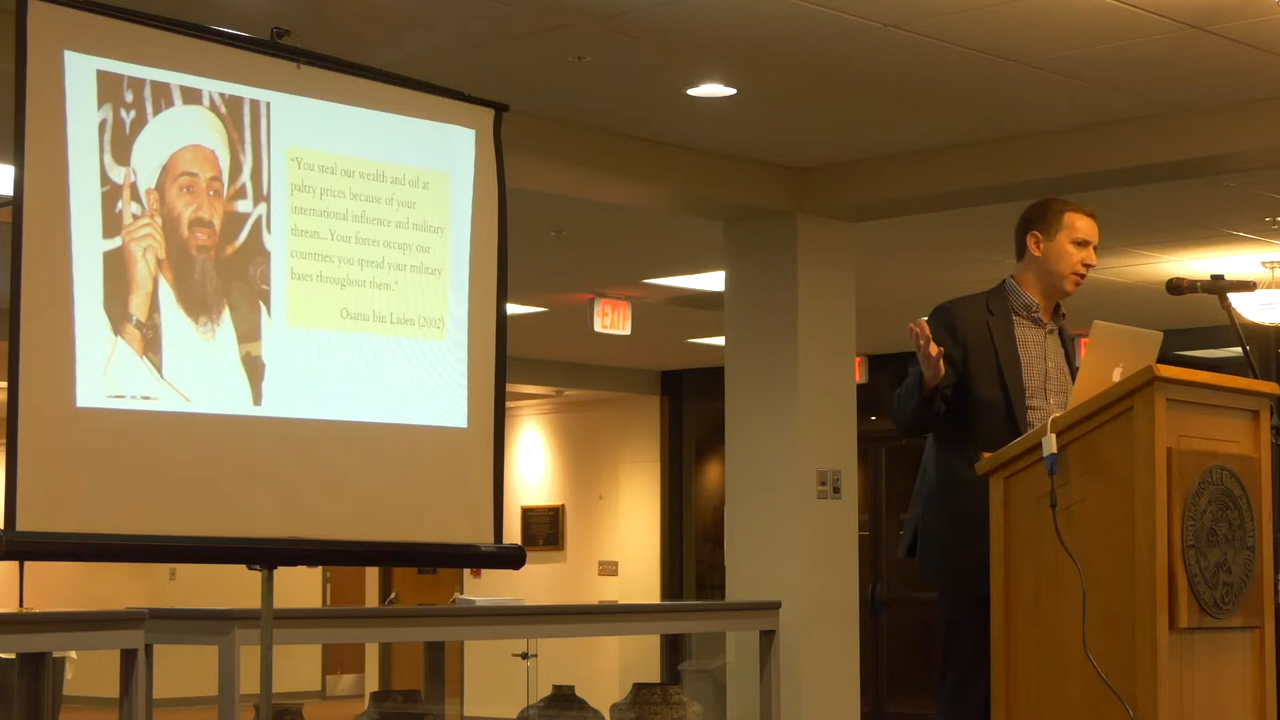 "You steal our wealth and oil at
paltry prices because of your
international influence and military
threats...Your forces occupy our
countries; you spread your military
bases throughout them."
Osama bin Laden (2002)
EXIT